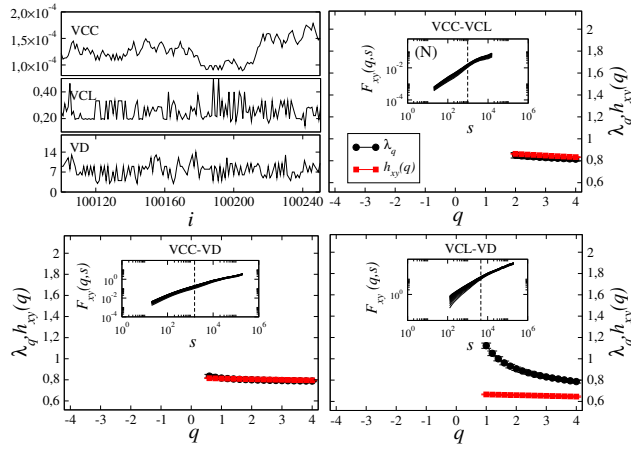 2,0×10⁻⁴
VCC
1,5×10⁻⁴
1,0×10⁻⁴
0,40
VCL
0,20
14
VD
10
6
100120 100160 100200 100240
i
VCC-VCL
(N)
F_xy(q,s)
10⁻²
10⁻⁴
10⁰ 10² 10⁴ 10⁶
s
λ_q
h_xy(q)
2
1,8
1,6
1,4
1,2
1
0,8
0,6
λ_q,h_xy(q)
-4 -3 -2 -1 0 1 2 3 4
q
VCC-VD
F_xy(q,s)
10⁰
10⁻²
10⁻⁴
10⁰ 10² 10⁴ 10⁶
s
λ_q,h_xy(q)
2
1,8
1,6
1,4
1,2
1
0,8
0,6
-4 -3 -2 -1 0 1 2 3 4
q
VCL-VD
F_xy(q,s)
10⁰
10⁰ 10² 10⁴ 10⁶
s
2
1,8
1,6
1,4
1,2
1
0,8
0,6
λ_q,h_xy(q)
-4 -3 -2 -1 0 1 2 3 4
q